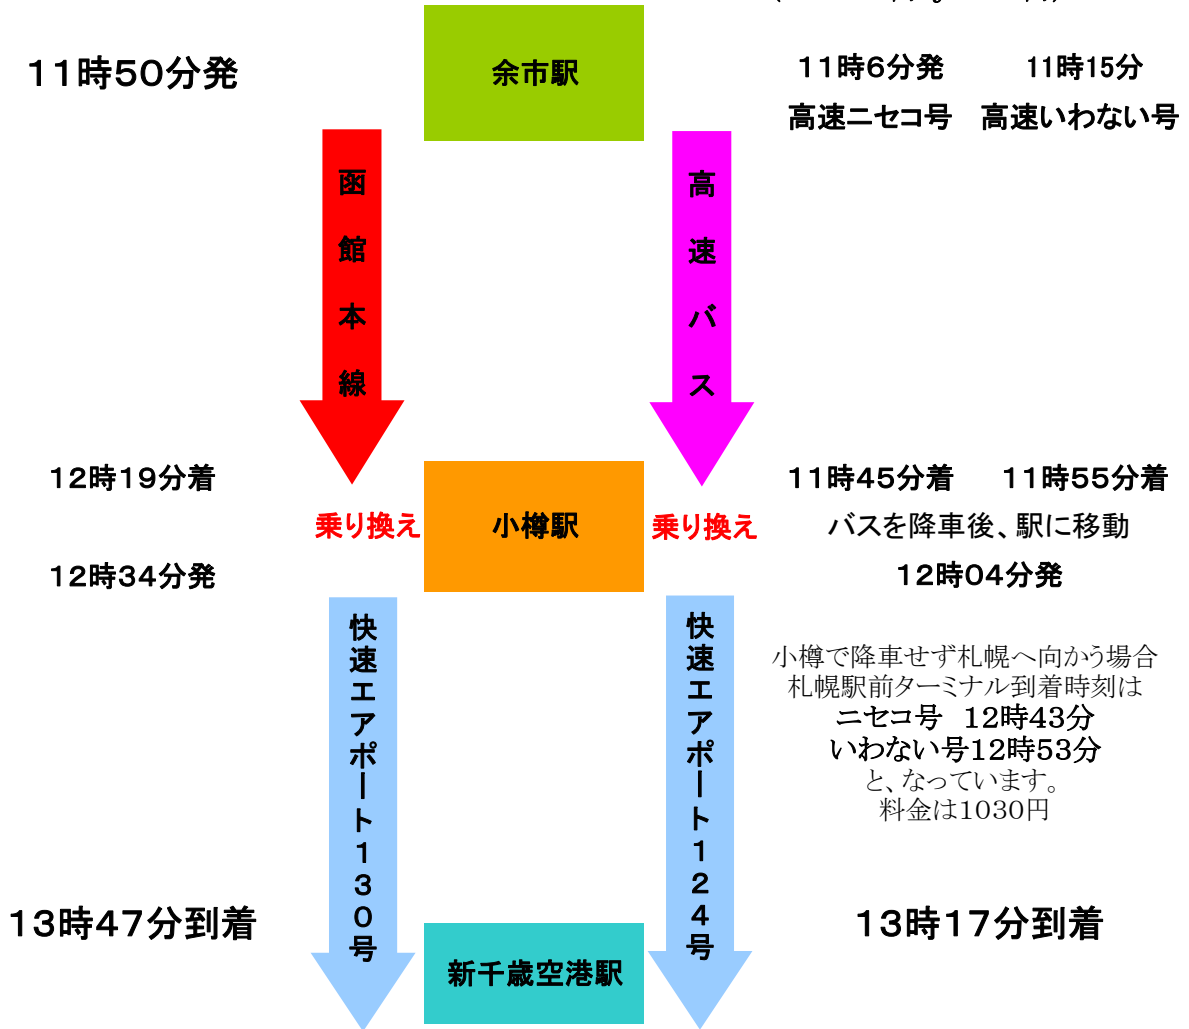 11時50分発
余市駅
11時6分発 11時15分
高速ニセコ号 高速いわない号
函館本線
高速バス
12時19分着
11時45分着 11時55分着
乗り換え
小樽駅
乗り換え
バスを降車後、駅に移動
12時34分発
12時04分発
快速エアポート130号
快速エアポート124号
小樽で降車せず札幌へ向かう場合
札幌駅前ターミナル到着時刻は
ニセコ号 12時43分
いわない号12時53分
と、なっています。
料金は1030円
13時47分到着
13時17分到着
新千歳空港駅